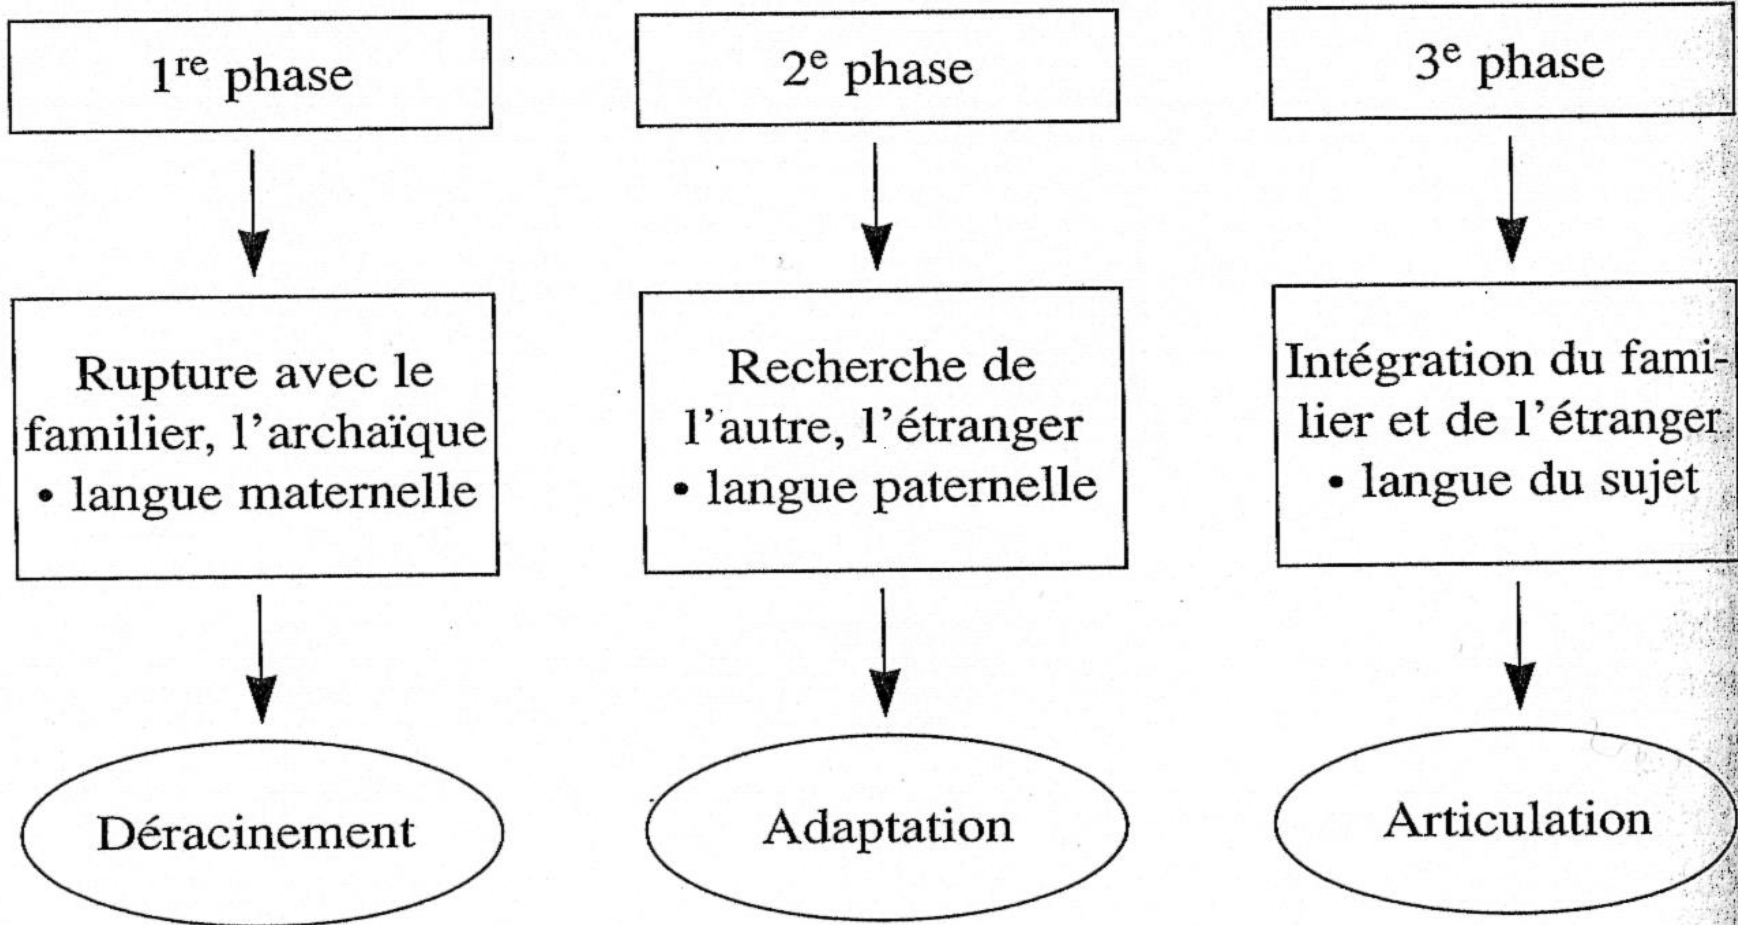 1re phase
Rupture avec le
familier, l'archaïque
• langue maternelle
Déracinement
2e phase
Recherche de
l'autre, l'étranger
• langue paternelle
Adaptation
3e phase
Intégration du fami-
lier et de l'étranger
• langue du sujet
Articulation